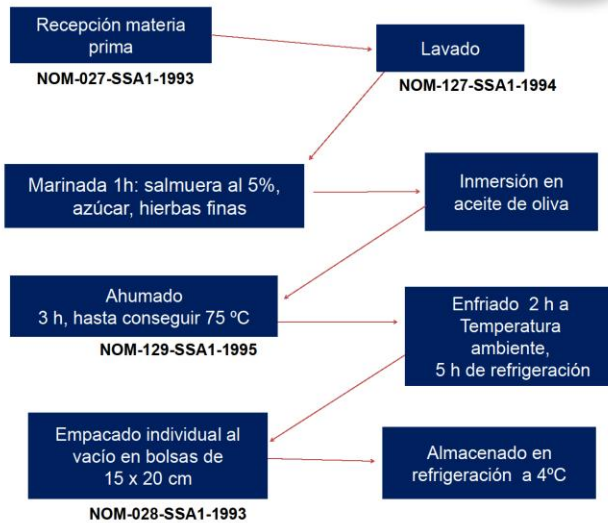 Recepción materia
prima
NOM-027-SSA1-1993
Lavado
NOM-127-SSA1-1994
Marinada 1h: salmuera al 5%,
azúcar, hierbas finas
Inmersión en
aceite de oliva
Ahumado
3 h, hasta conseguir 75 ºC
NOM-129-SSA1-1995
Enfriado 2 h a
Temperatura
ambiente,
5 h de refrigeración
Empacado individual al
vacío en bolsas de
15 x 20 cm
NOM-028-SSA1-1993
Almacenado en
refrigeración a 4ºC